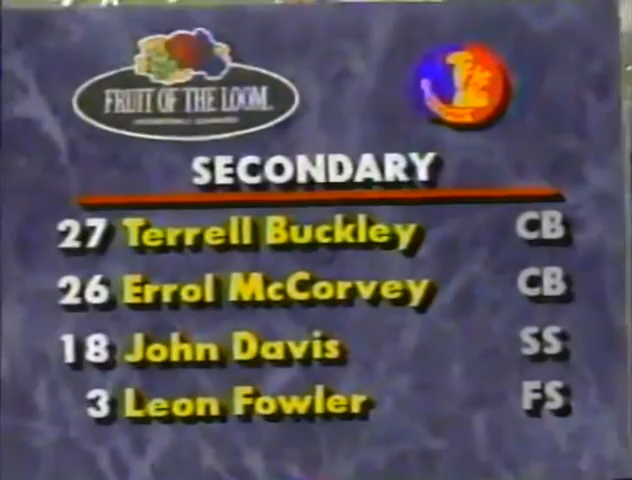 FRUIT OF THE LOOM.
SECONDARY
27 Terrell Buckley CB
26 Errol McCorvey CB
18 John Davis SS
3 Leon Fowler FS